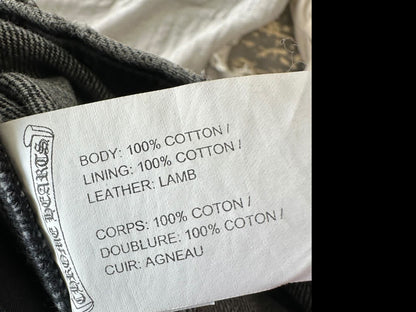 CHROME HEARTS
BODY: 100% COTTON /
LINING: 100% COTTON /
LEATHER: LAMB
CORPS: 100% COTON /
DOUBLURE: 100% COTON /
CUIR: AGNEAU